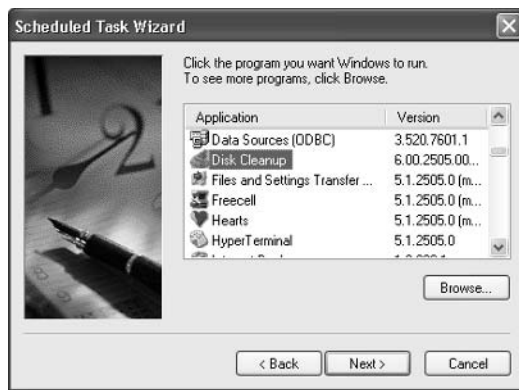 Scheduled Task Wizard
Click the program you want Windows to run.
To see more programs, click Browse.
Application Version
Data Sources (ODBC) 3.520.7601.1
Disk Cleanup 6.00.2505.00...
Files and Settings Transfer ... 5.1.2505.0 (m...
Freecell 5.1.2505.0 (m...
Hearts 5.1.2505.0 (m...
HyperTerminal 5.1.2505.0
Browse...
< Back Next > Cancel